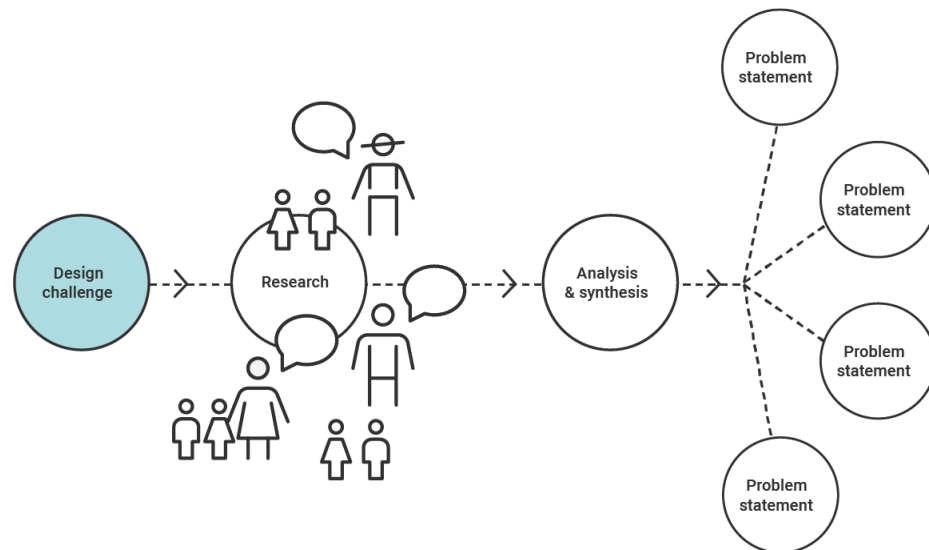 Design
challenge
Research
Analysis
& synthesis
Problem
statement
Problem
statement
Problem
statement
Problem
statement